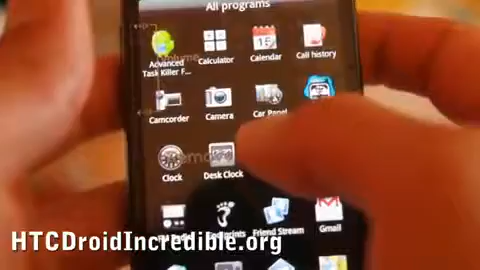 All programs
Advanced
Task Killer F...
Calculator
Calendar
Call history
Camcorder
Camera
Car Panel
Clock
Desk Clock
Footprints
Friend Stream
Gmail
HTCDroidIncredible.org